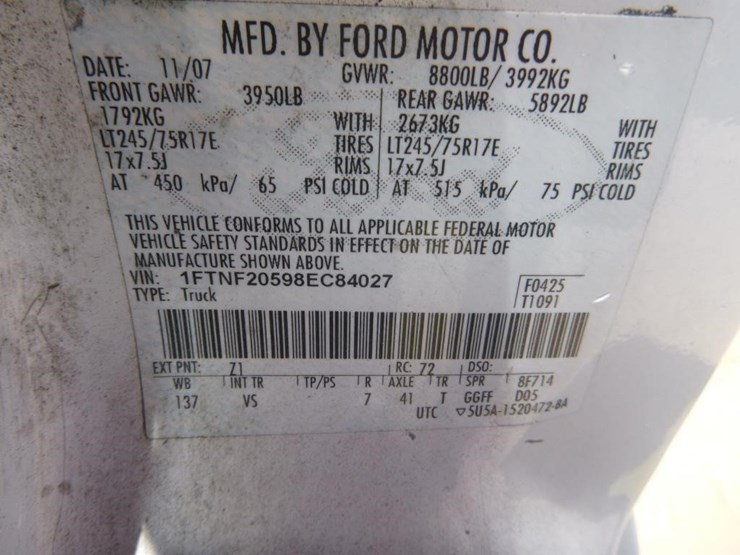 MFD. BY FORD MOTOR CO.
DATE: 11/07 GVWR: 8800LB/ 3992KG
FRONT GAWR: 3950LB REAR GAWR: 5892LB
1792KG WITH 2673KG WITH
LT245/75R17E TIRES LT245/75R17E TIRES
17x7.5J RIMS 17x7.5J RIMS
AT 450 kPa/ 65 PSI COLD AT 515 kPa/ 75 PSI COLD
THIS VEHICLE CONFORMS TO ALL APPLICABLE FEDERAL MOTOR
VEHICLE SAFETY STANDARDS IN EFFECT ON THE DATE OF
MANUFACTURE SHOWN ABOVE.
VIN: 1FTNF20598EC84027 F0425
TYPE: Truck T1091
EXT PNT: Z1 RC: 72 DSO:
WB INT TR TP/PS R AXLE TR SPR 8F714
137 VS 7 41 T GGFF D05
UTC ▽5U5A-1520472-BA